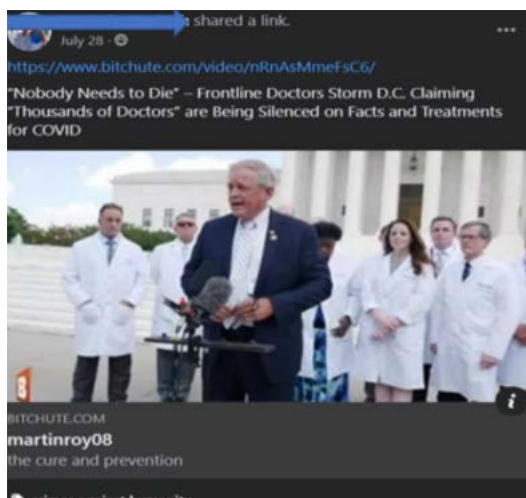 shared a link.
July 28 ·
https://www.bitchute.com/video/nRnAsMmeFsC6/
"Nobody Needs to Die" – Frontline Doctors Storm D.C. Claiming
"Thousands of Doctors" are Being Silenced on Facts and Treatments
for COVID
BITCHUTE.COM
martinroy08
the cure and prevention